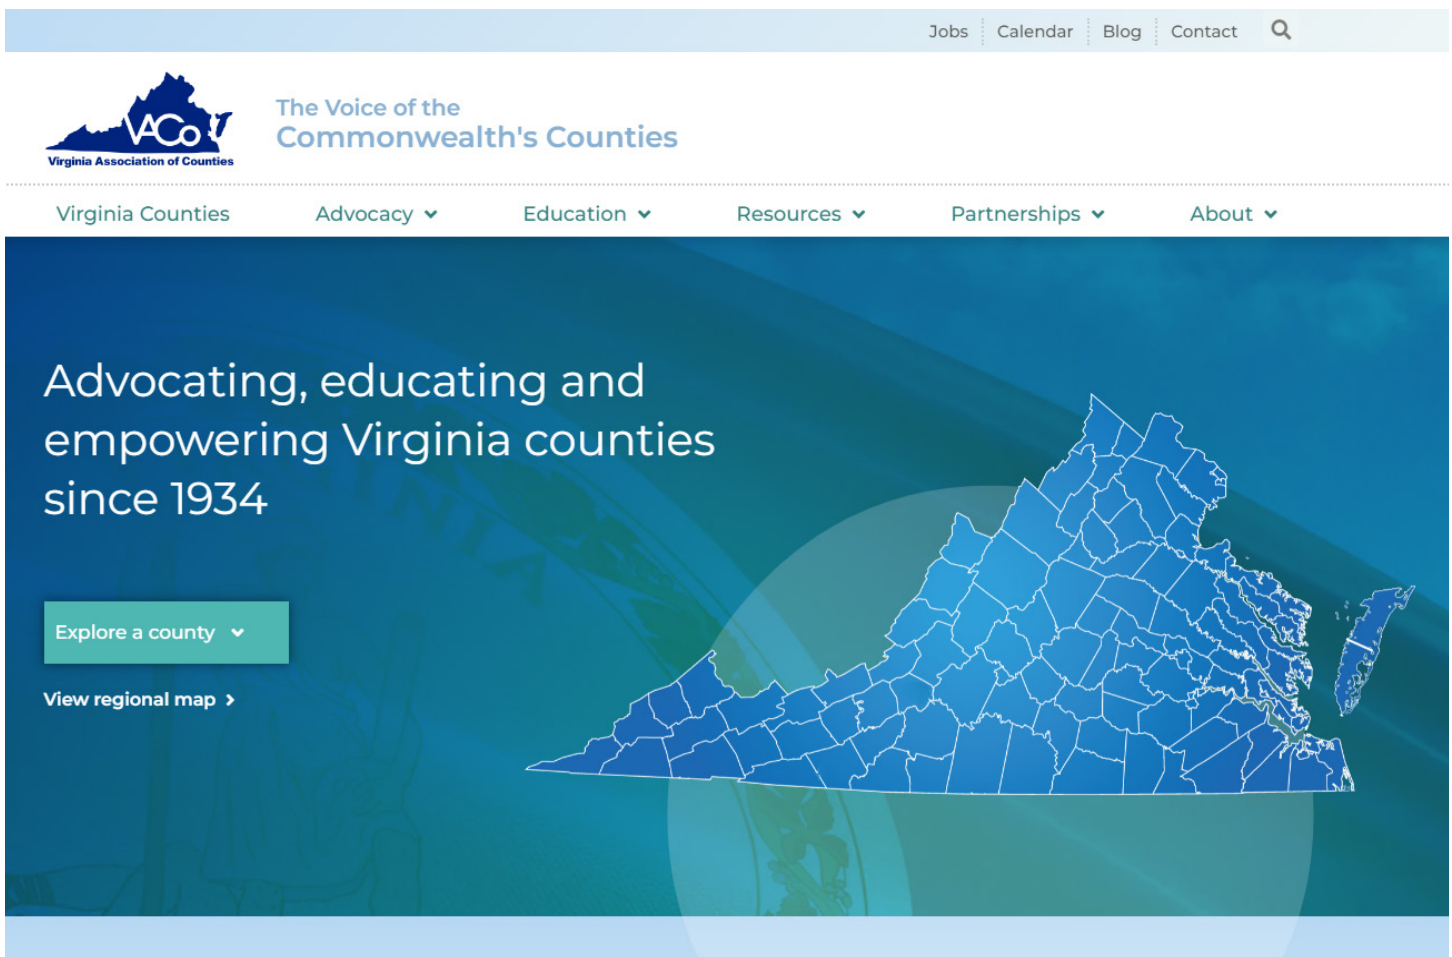 Jobs
Calendar
Blog
Contact
VACo
Virginia Association of Counties
The Voice of the
Commonwealth's Counties
Virginia Counties
Advocacy
Education
Resources
Partnerships
About
Advocating, educating and
empowering Virginia counties
since 1934
Explore a county
View regional map